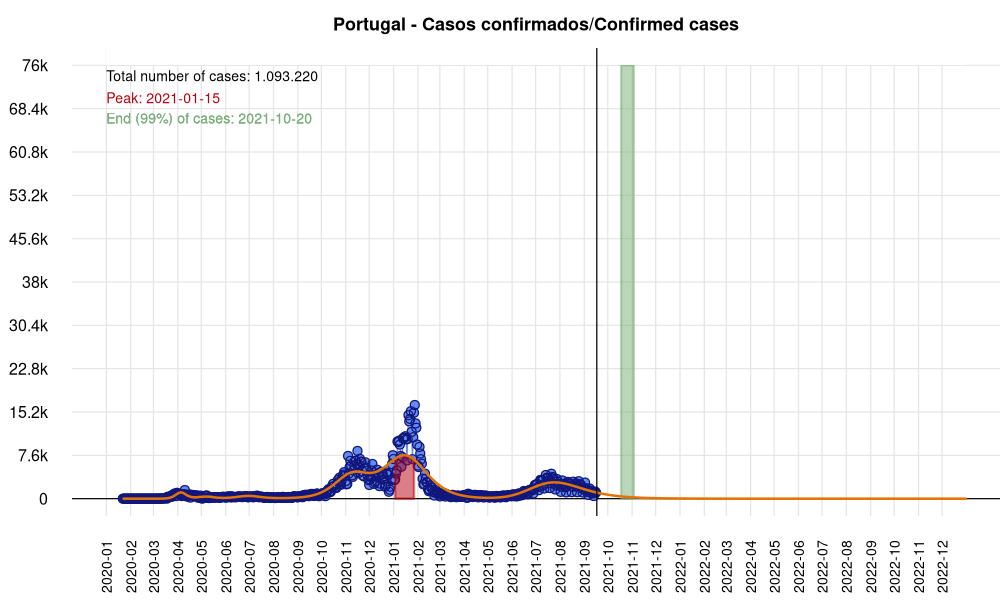 Portugal - Casos confirmados/Confirmed cases
Total number of cases: 1.093.220
Peak: 2021-01-15
End (99%) of cases: 2021-10-20
76k
68.4k
60.8k
53.2k
45.6k
38k
30.4k
22.8k
15.2k
7.6k
0
2020-01
2020-02
2020-03
2020-04
2020-05
2020-06
2020-07
2020-08
2020-09
2020-10
2020-11
2020-12
2021-01
2021-02
2021-03
2021-04
2021-05
2021-06
2021-07
2021-08
2021-09
2021-10
2021-11
2021-12
2022-01
2022-02
2022-03
2022-04
2022-05
2022-06
2022-07
2022-08
2022-09
2022-10
2022-11
2022-12